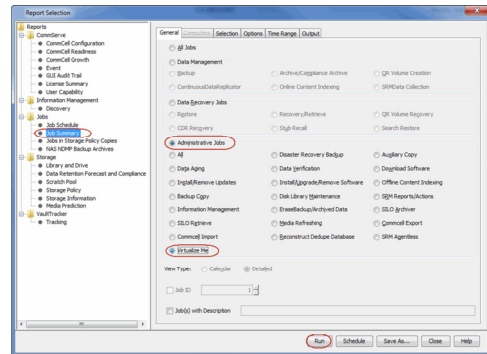 Report Selection
Reports
CommServe
CommCell Configuration
CommCell Readiness
CommCell Growth
Event
GUI Audit Trail
License Summary
User Capability
Information Management
Discovery
Jobs
Job Schedule
Job Summary
Jobs in Storage Policy Copies
NAS NDMP Backup Archives
Storage
Library and Drive
Data Retention Forecast and Compliance
Scratch Pool
Storage Policy
Storage Information
Media Prediction
VaultTracker
Tracking
General Computers Selection Options Time Range Output
All Jobs
Data Management
Backup Archive/Compliance Archive QR Volume Creation
ContinuousDataReplicator Online Content Indexing SRMData Collection
Data Recovery Jobs
Restore Recovery/Retrieve QR Volume Recovery
CDR Recovery Stub Recall Search Restore
Administrative Jobs
All Disaster Recovery Backup Auxiliary Copy
Data Aging Data Verification Download Software
Install/Remove Updates Install/Upgrade/Remove Software Offline Content Indexing
Backup Copy Disk Library Maintenance SRM Reports/Actions
Information Management EraseBackup/Archived Data SILO Archiver
SILO Retrieve Media Refreshing Commcell Export
Commcell Import Reconstruct Dedupe Database SRM Agentless
Virtualize Me
View Type: Calendar Detailed
Job ID 1
Job(s) with Description
Run Schedule Save As... Close Help